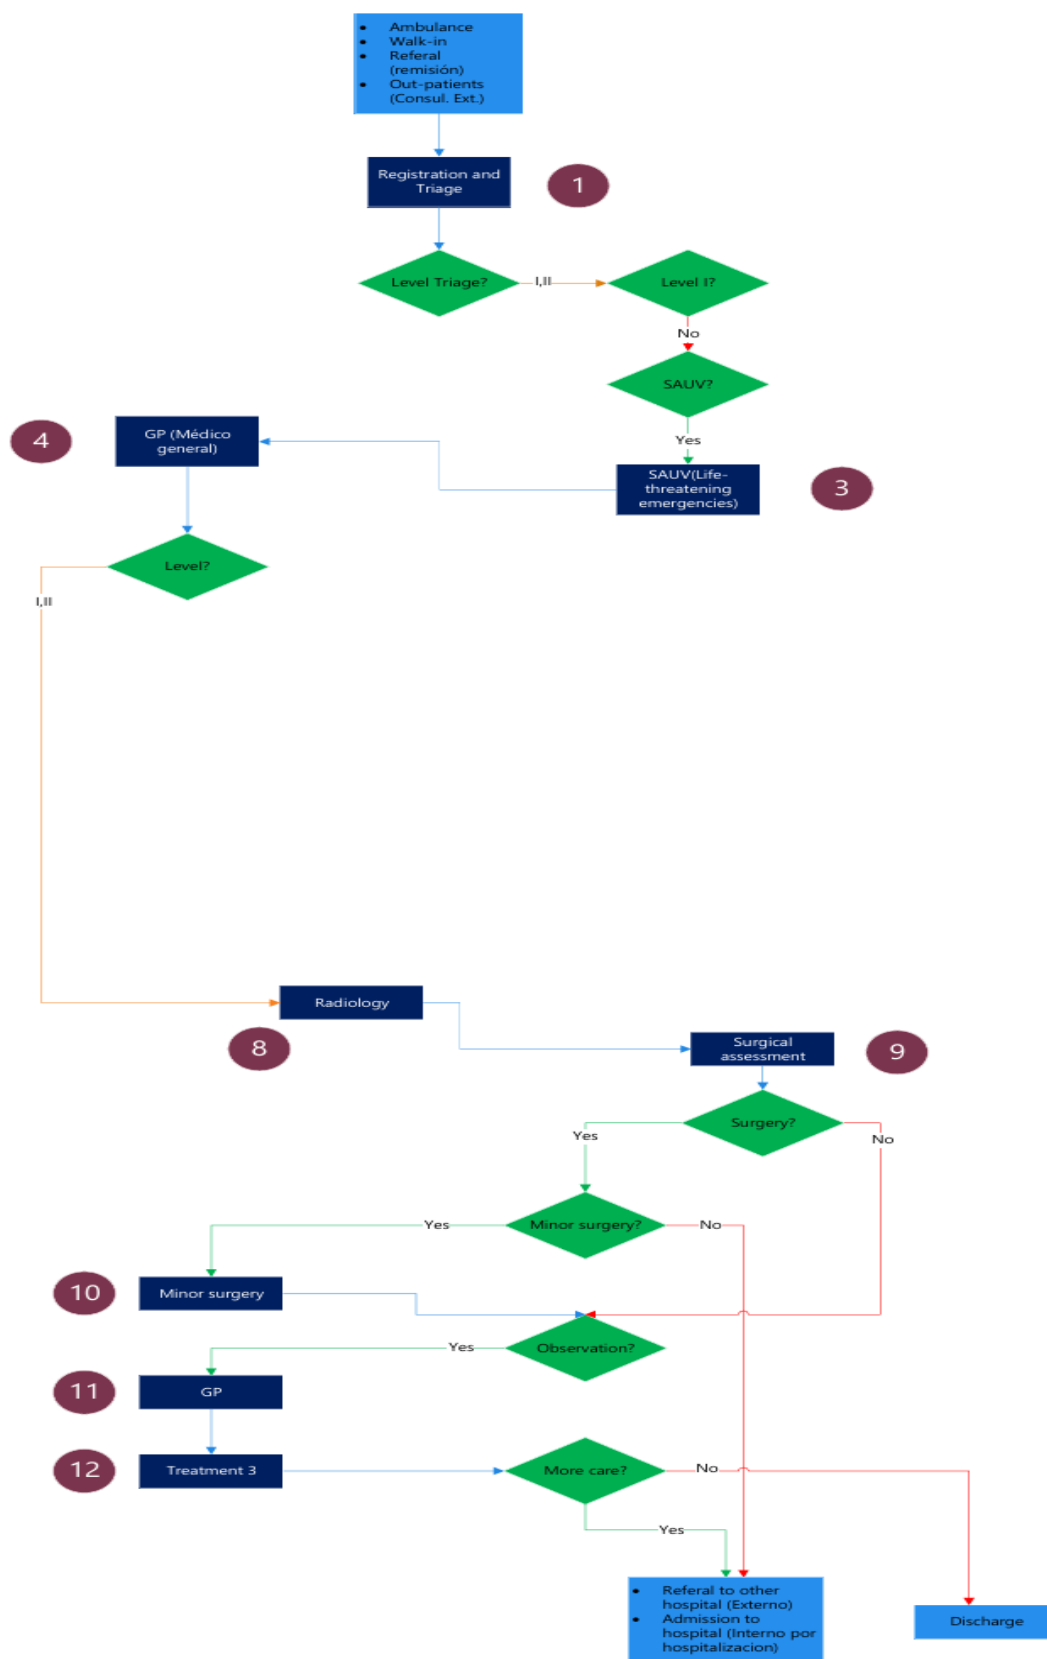 Ambulance
Walk-in
Referal
(remisión)
Out-patients
(Consul. Ext.)
Registration and
Triage
1
Level Triage?
I,II
Level I?
No
SAUV?
Yes
SAUV(Life-
threatening
emergencies)
3
4
GP (Médico
general)
Level?
I,II
Radiology
8
Surgical
assessment
9
Surgery?
Yes
No
Minor surgery?
Yes
No
10
Minor surgery
Observation?
Yes
11
GP
12
Treatment 3
More care?
No
Yes
Referal to other
hospital (Externo)
Admission to
hospital (Interno por
hospitalizacion)
Discharge